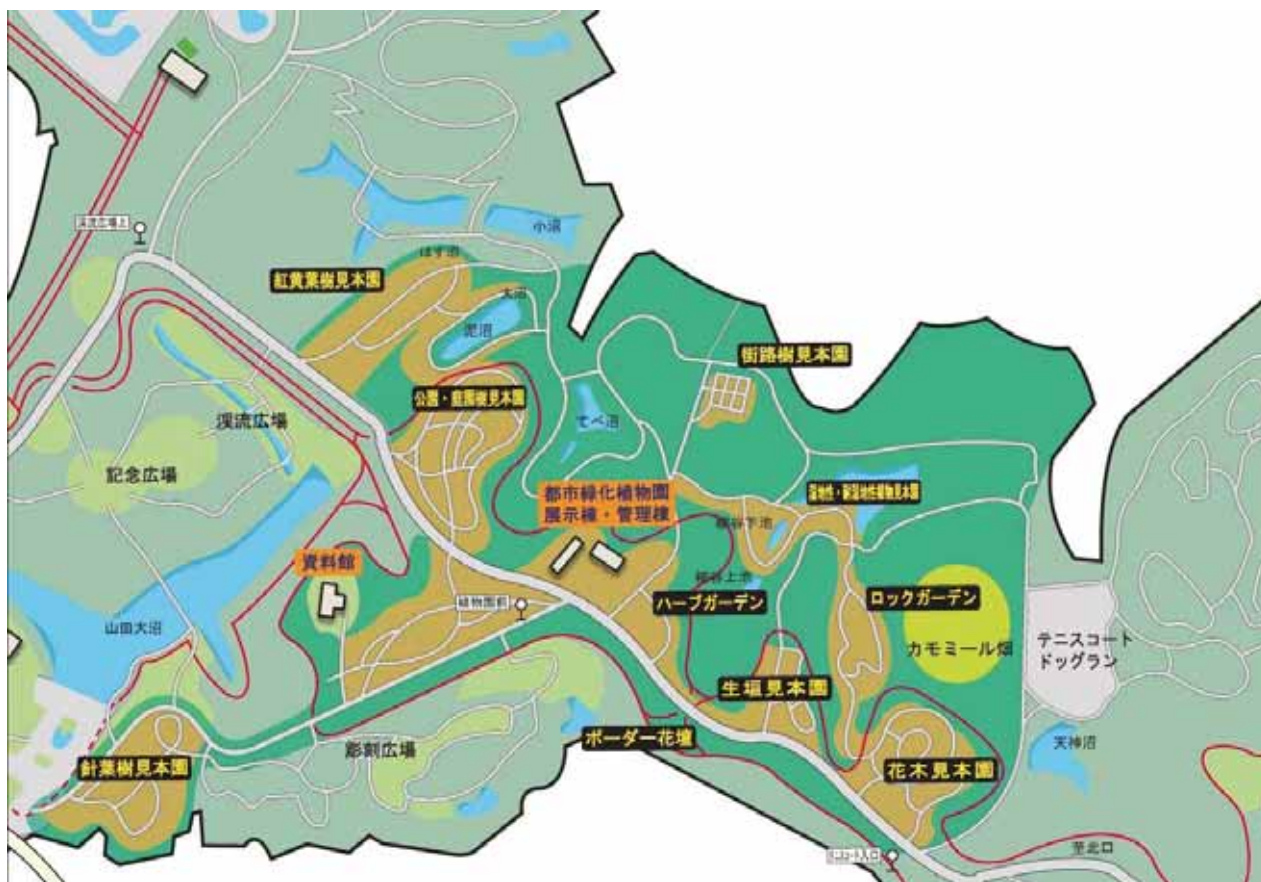 渓流広場上
小沼
はす沼
紅黄葉樹見本園
大沼
泥沼
街路樹見本園
公園・庭園樹見本園
てべ沼
渓流広場
記念広場
都市緑化植物園
展示棟・管理棟
湿地性・耐湿地性植物見本園
資料館
植物園前
ハーブガーデン
ロックガーデン
山田大沼
カモミール畑
テニスコート
ドッグラン
生垣見本園
ボーダー花壇
彫刻広場
天神沼
針葉樹見本園
花木見本園
至北口